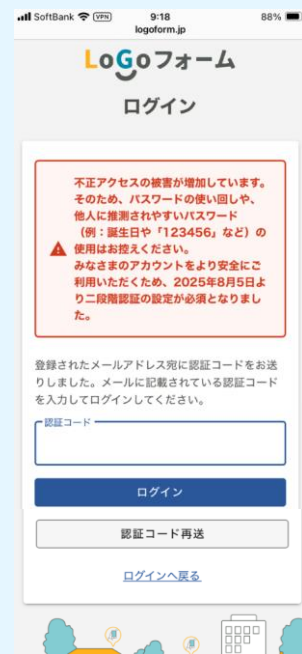 SoftBank VPN 9:18 88%
logoform.jp
LoGoフォーム
ログイン
不正アクセスの被害が増加しています。
そのため、パスワードの使い回しや、
他人に推測されやすいパスワード
（例：誕生日や「123456」など）の
使用はお控えください。
みなさまのアカウントをより安全にご
利用いただくため、2025年8月5日よ
り二段階認証の設定が必須となりまし
た。
登録されたメールアドレス宛に認証コードをお送
りしました。メールに記載されている認証コード
を入力してログインしてください。
認証コード
ログイン
認証コード再送
ログインへ戻る